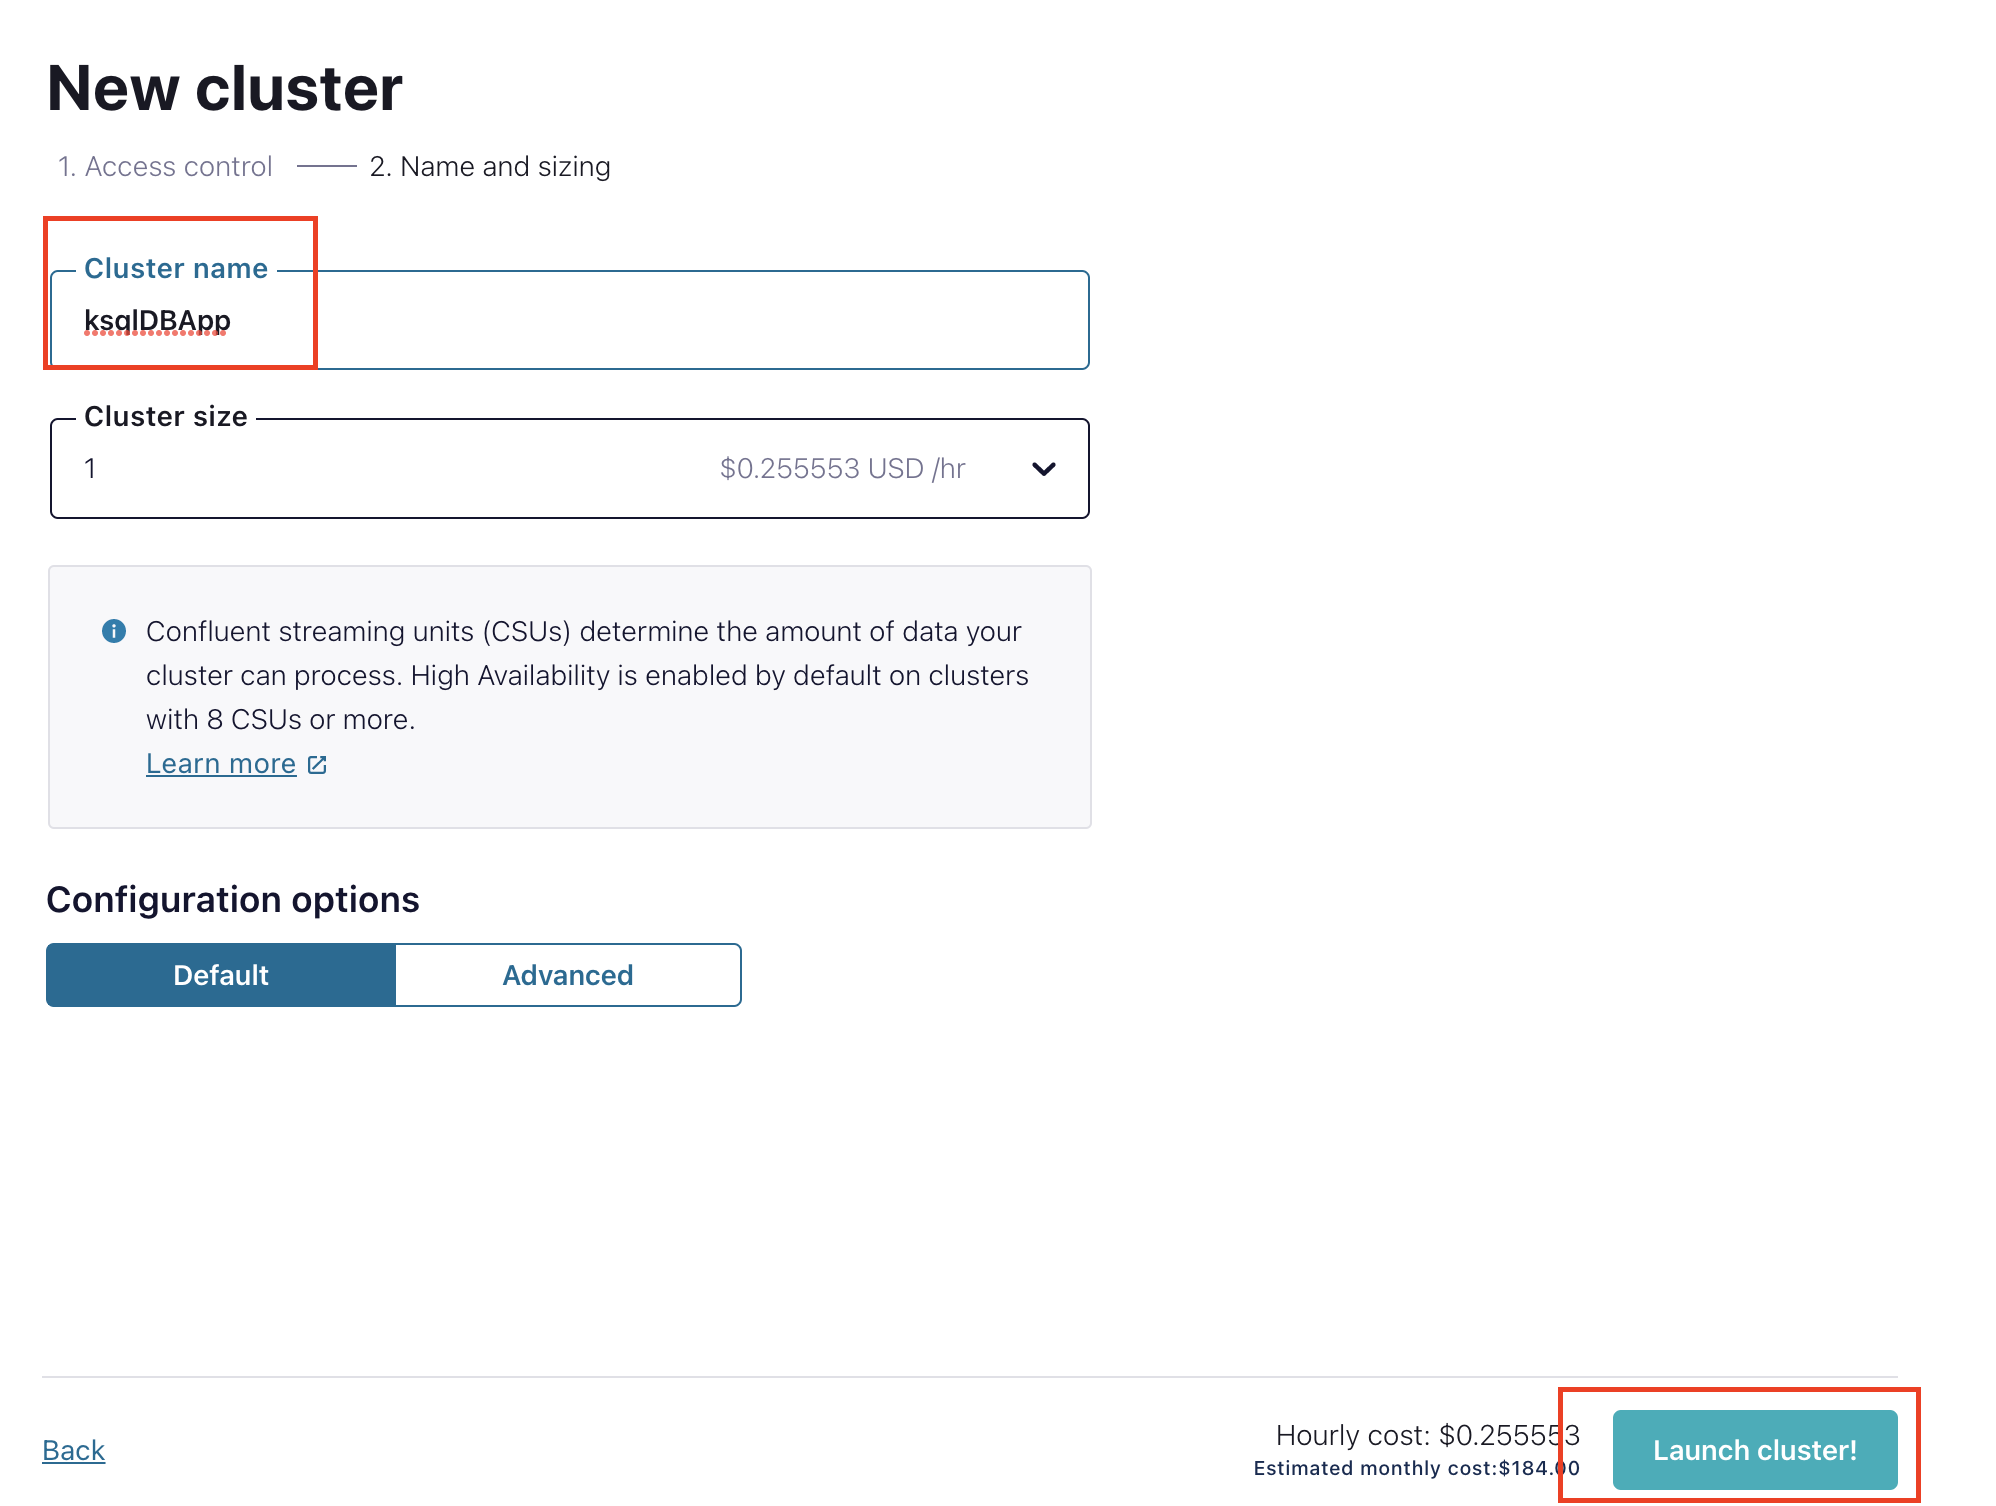 New cluster
1. Access control 2. Name and sizing
Cluster name
ksqlDBApp
Cluster size
1 $0.255553 USD /hr
Confluent streaming units (CSUs) determine the amount of data your
cluster can process. High Availability is enabled by default on clusters
with 8 CSUs or more.
Learn more
Configuration options
Default Advanced
Back
Hourly cost: $0.255553
Estimated monthly cost:$184.00
Launch cluster!